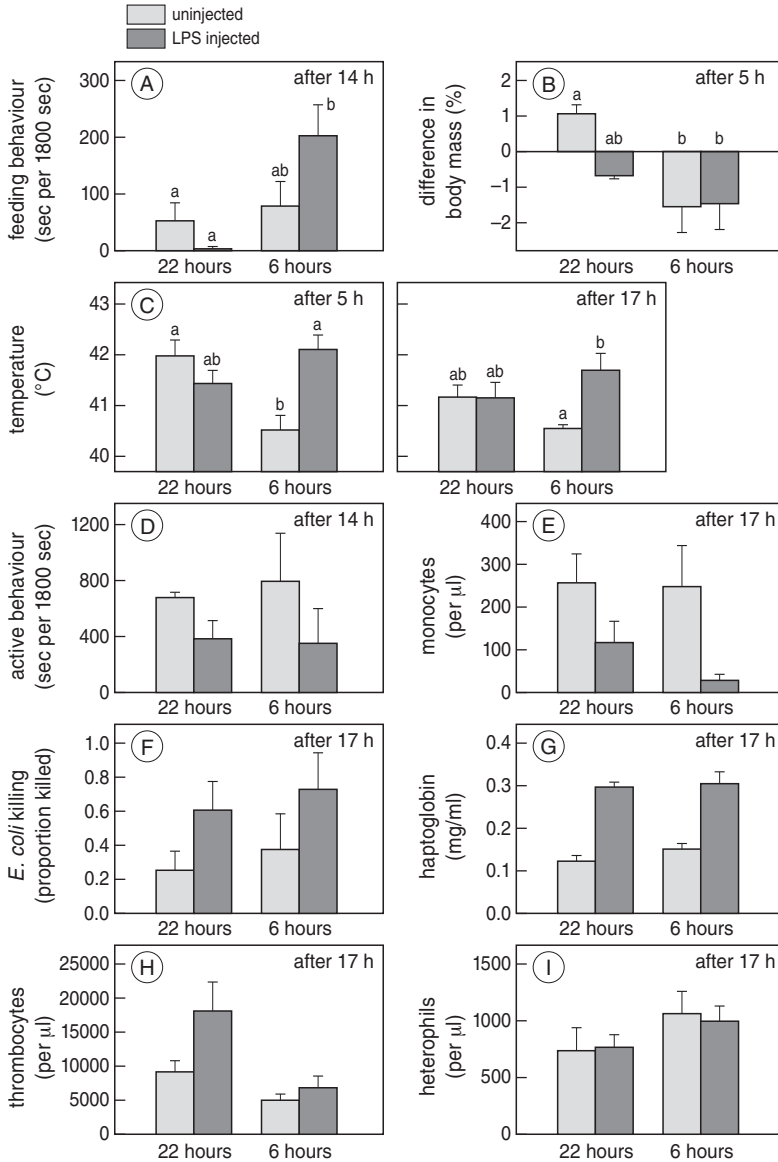 uninjected
LPS injected
A
after 14 h
feeding behaviour
(sec per 1800 sec)
300
200
100
0
a
a
ab
b
22 hours
6 hours
B
after 5 h
difference in
body mass (%)
2
1
0
−1
−2
a
ab
b
b
22 hours
6 hours
C
after 5 h
temperature
(°C)
43
42
41
40
a
ab
b
a
22 hours
6 hours
after 17 h
ab
ab
a
b
22 hours
6 hours
D
after 14 h
active behaviour
(sec per 1800 sec)
1200
800
400
0
22 hours
6 hours
E
after 17 h
monocytes
(per µl)
400
300
200
100
0
22 hours
6 hours
F
after 17 h
E. coli killing
(proportion killed)
1.0
0.8
0.6
0.4
0.2
0.0
22 hours
6 hours
G
after 17 h
haptoglobin
(mg/ml)
0.4
0.3
0.2
0.1
0.0
22 hours
6 hours
H
after 17 h
thrombocytes
(per µl)
25000
20000
15000
10000
5000
0
22 hours
6 hours
I
after 17 h
heterophils
(per µl)
1500
1000
500
0
22 hours
6 hours